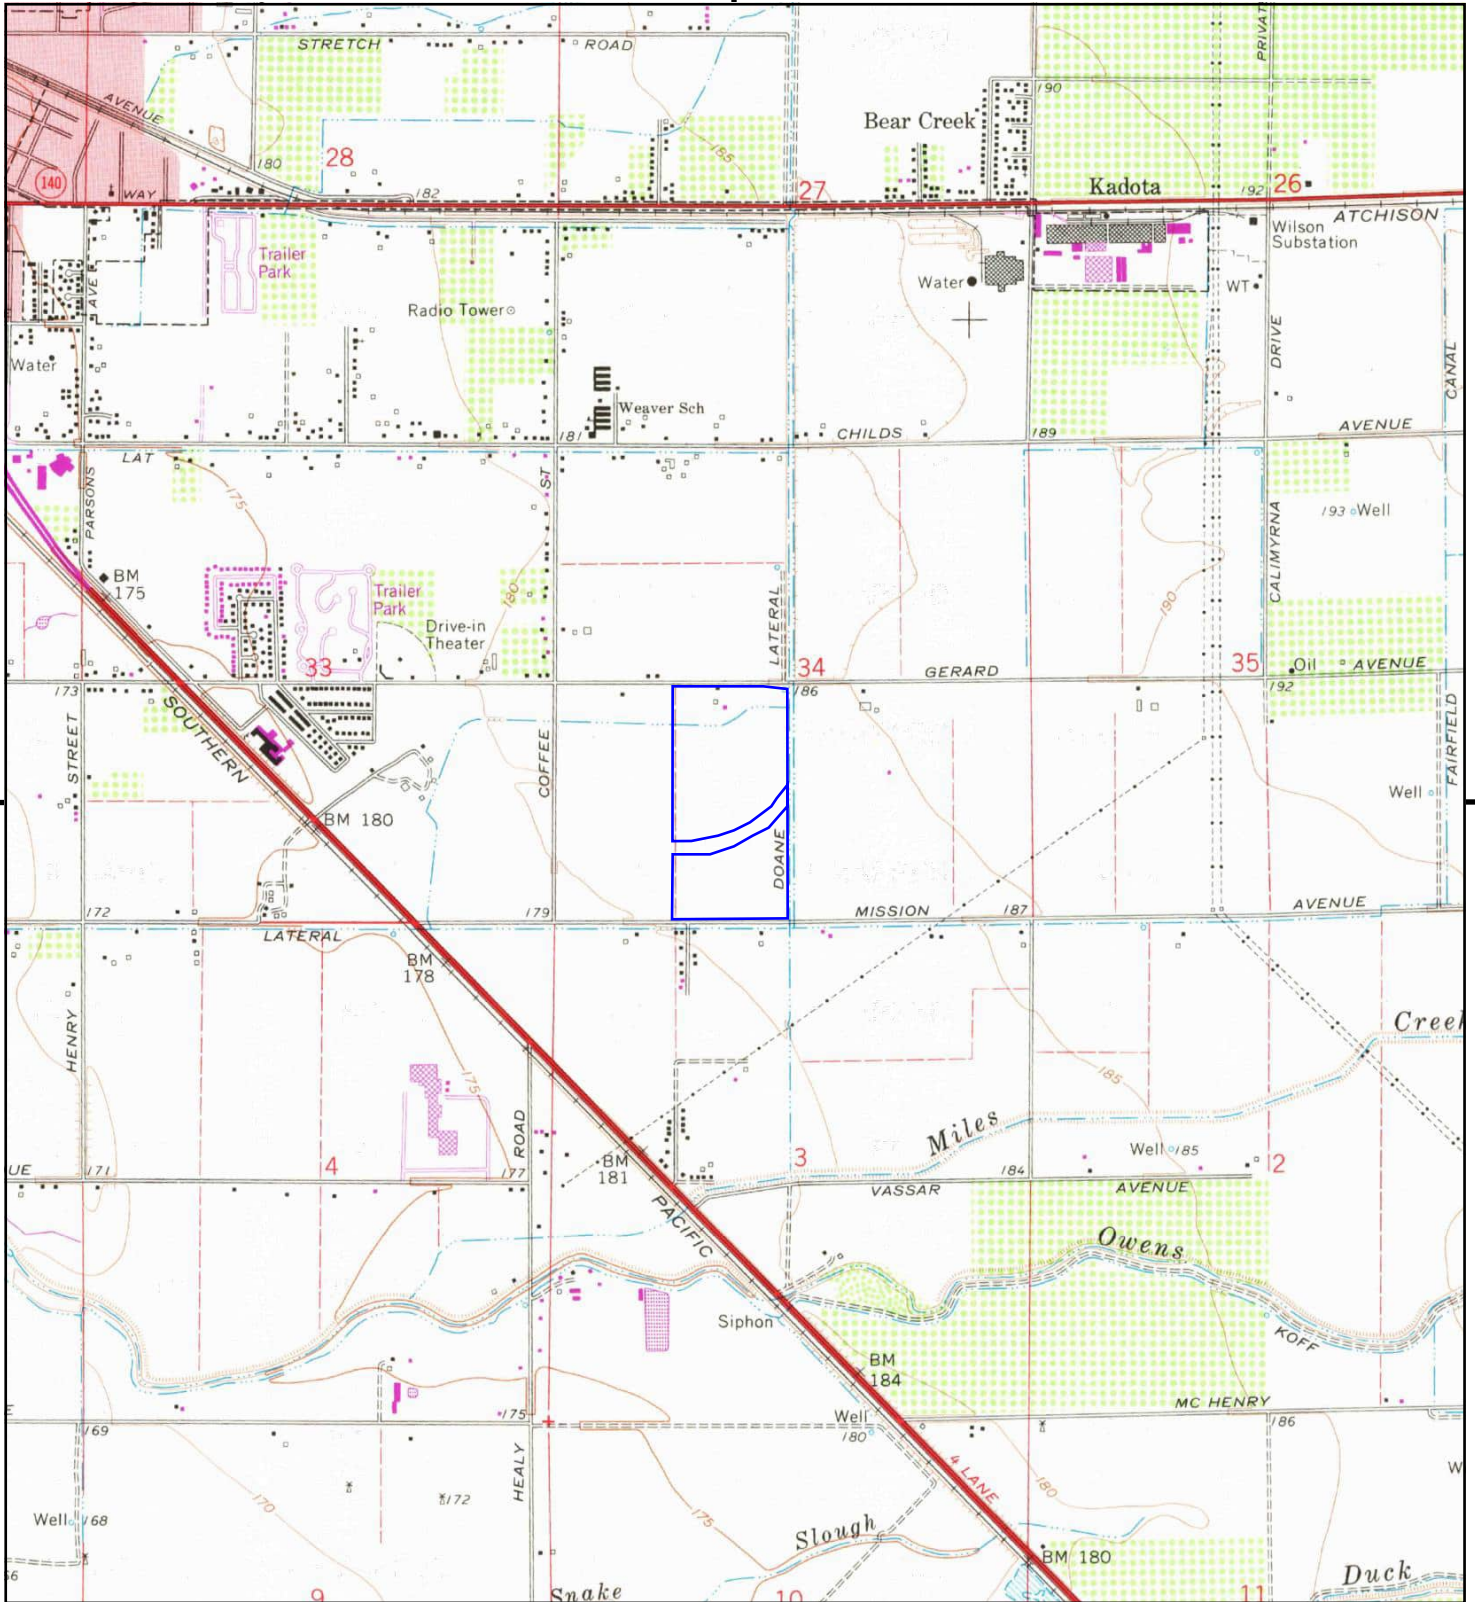 STRETCH ROAD
PRIVAT
190
AVENUE
Bear Creek
28
180
185
140
WAY
182
27
Kadota
192
26
ATCHISON
Trailer
Park
Wilson
Substation
AVE
Water
WT
Radio Tower
DRIVE
CANAL
Water
Weaver Sch
181
CHILDS
189
AVENUE
LAT
PARSONS
175
ST
193
Well
CALIMYRNA
BM
175
Trailer
Park
180
LATERAL
190
Drive-in
Theater
33
34
GERARD
35
Oil
AVENUE
173
186
192
SOUTHERN
STREET
COFFEE
FAIRFIELD
Well
BM 180
DOANE
172
179
MISSION
187
AVENUE
LATERAL
BM
178
Creek
HENRY
175
185
Miles
ROAD
UE
171
4
177
BM
181
3
Well
185
2
184
VASSAR
AVENUE
PACIFIC
Owens
Siphon
KOFF
BM
184
MC HENRY
175
Well
180
186
169
4 LANE
HEALY
W
170
172
180
Well
168
175
Slough
BM 180
66
Duck
9
Snake
10
11